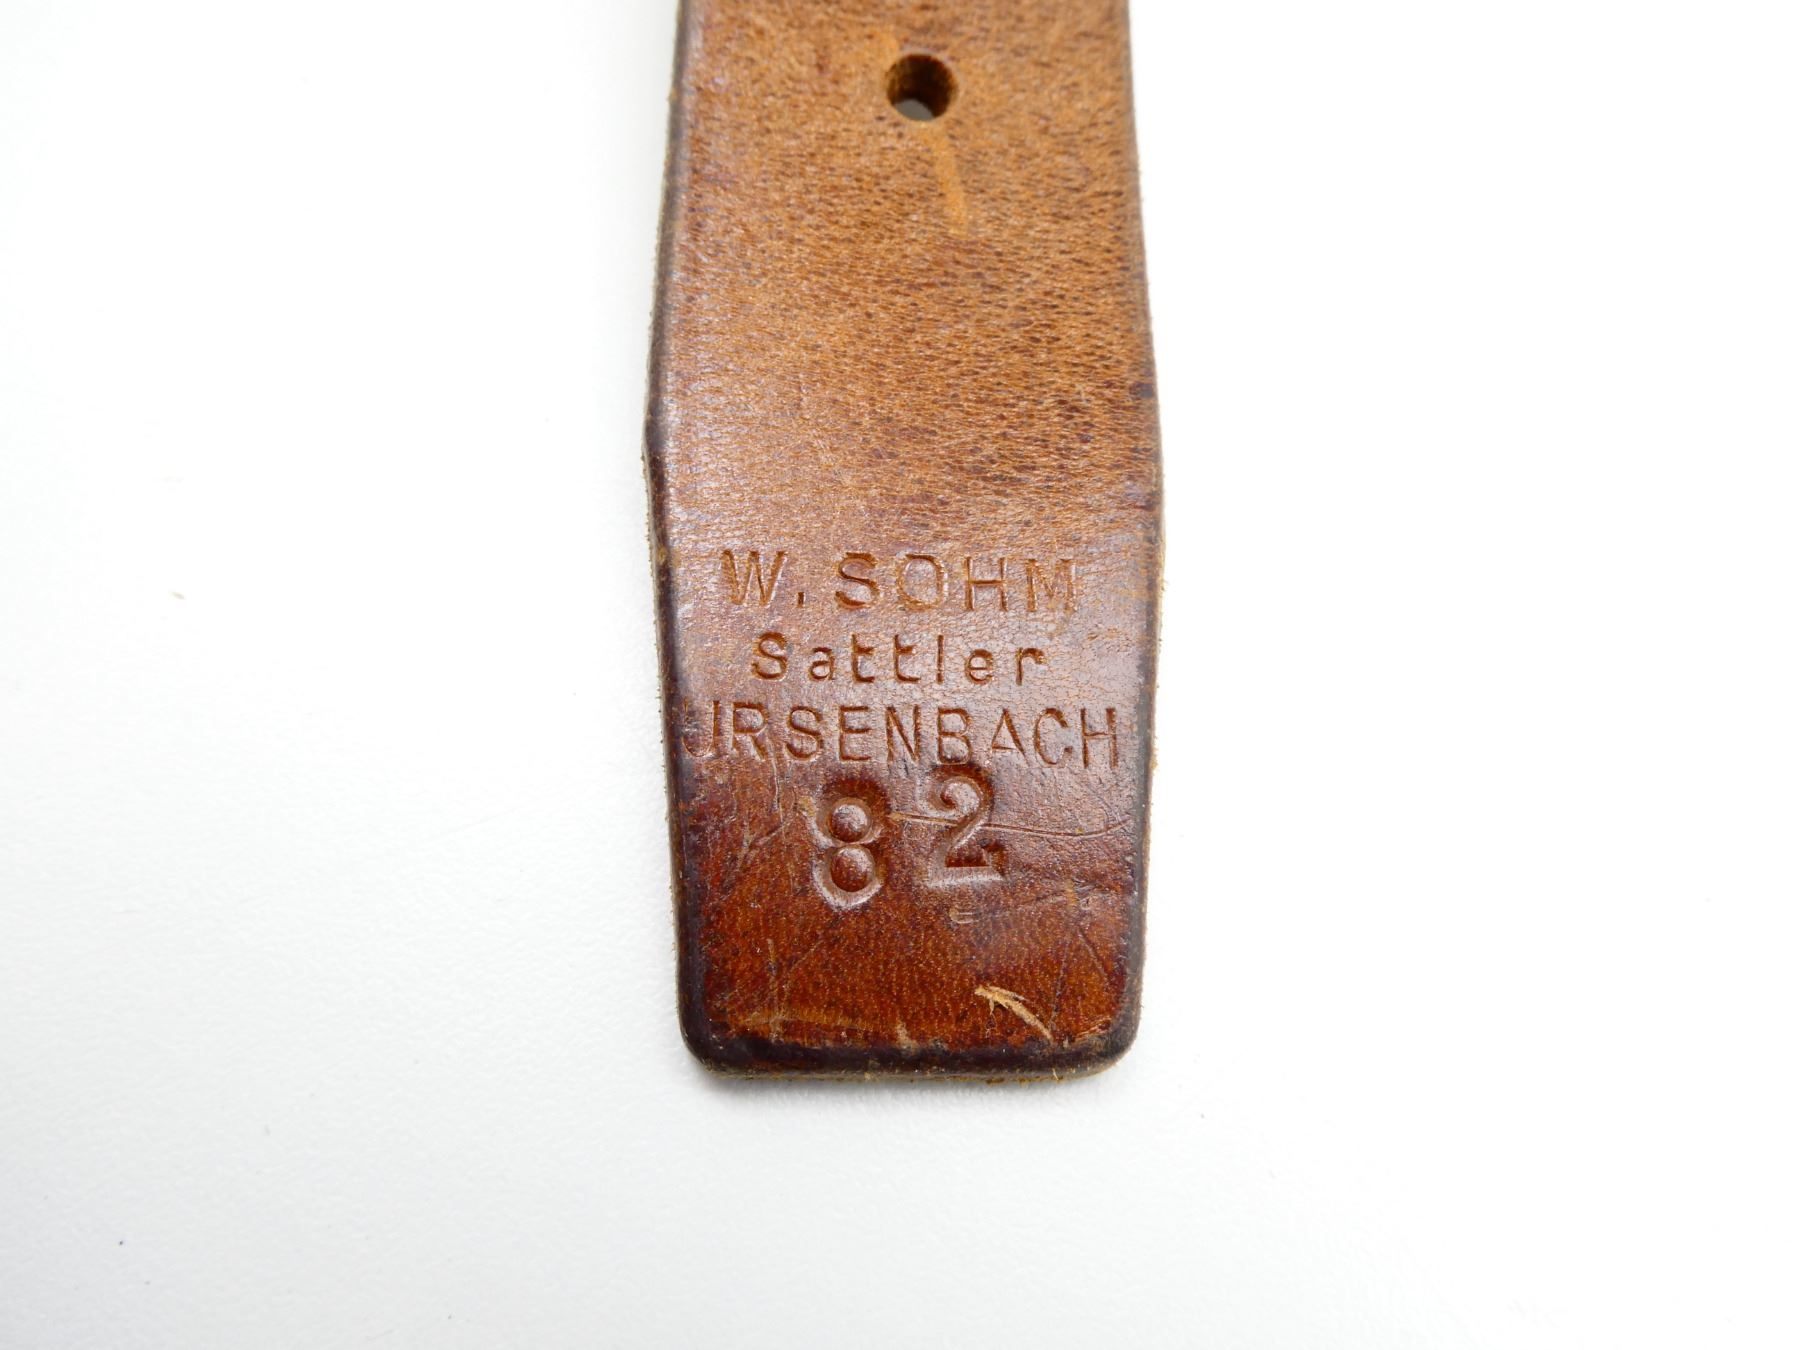 W. SOHM
Sattler
URSENBACH
82